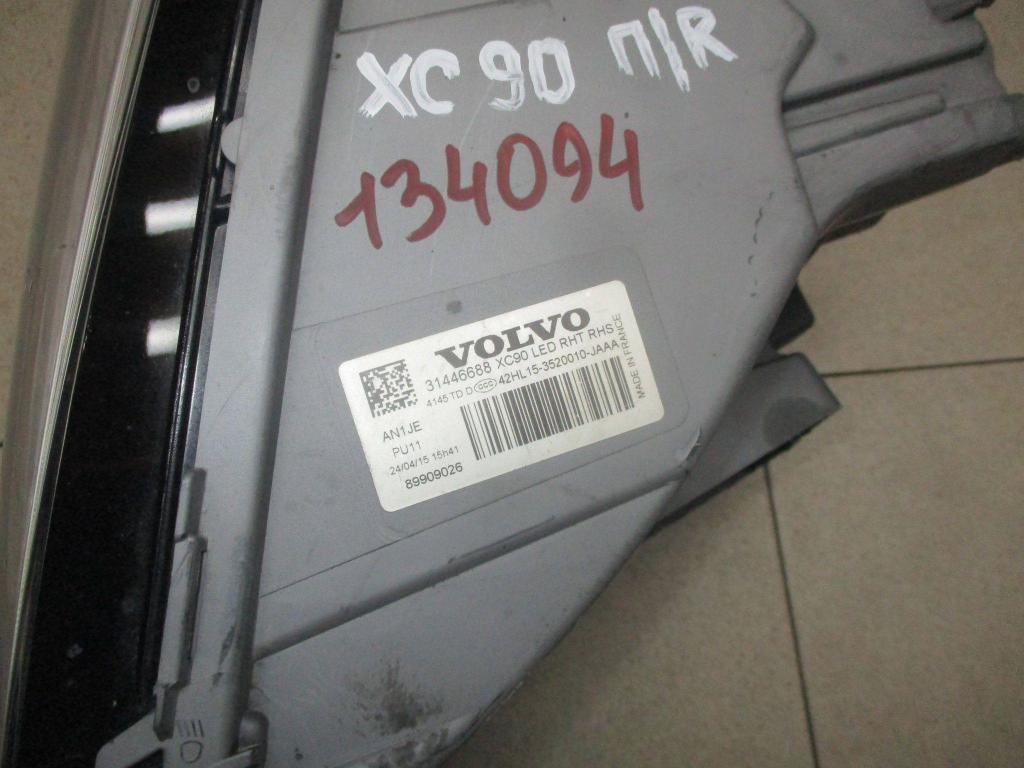 XC 90 П/R
134094
VOLVO
31446688 XC90 LED RHT RHS
4145 TD D CCC 42HL15-3520010-JAAA
MADE IN FRANCE
AN1JE
PU11
24/04/15 15h41
89909026